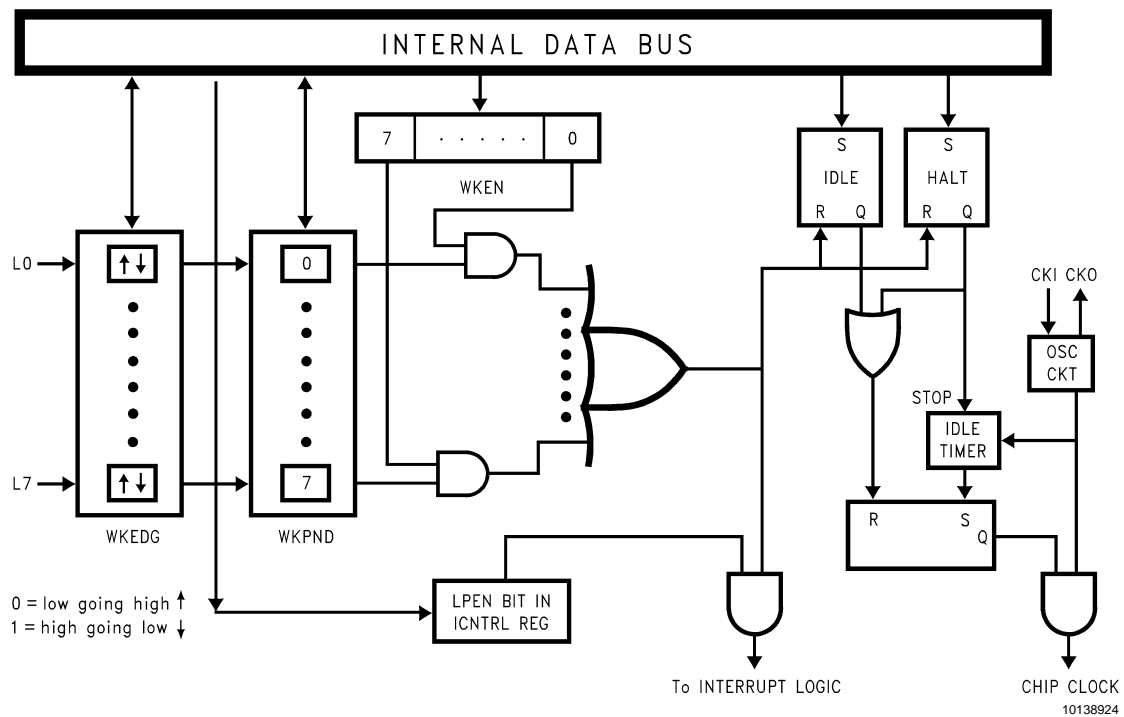 INTERNAL DATA BUS
7 · · · · · 0
WKEN
S
IDLE
R Q
S
HALT
R Q
L0
↑↓
0
CKI CKO
OSC
CKT
STOP
IDLE
TIMER
L7
↑↓
7
WKEDG
WKPND
R S
Q
0 = low going high ↑
1 = high going low ↓
LPEN BIT IN
ICNTRL REG
To INTERRUPT LOGIC
CHIP CLOCK
10138924